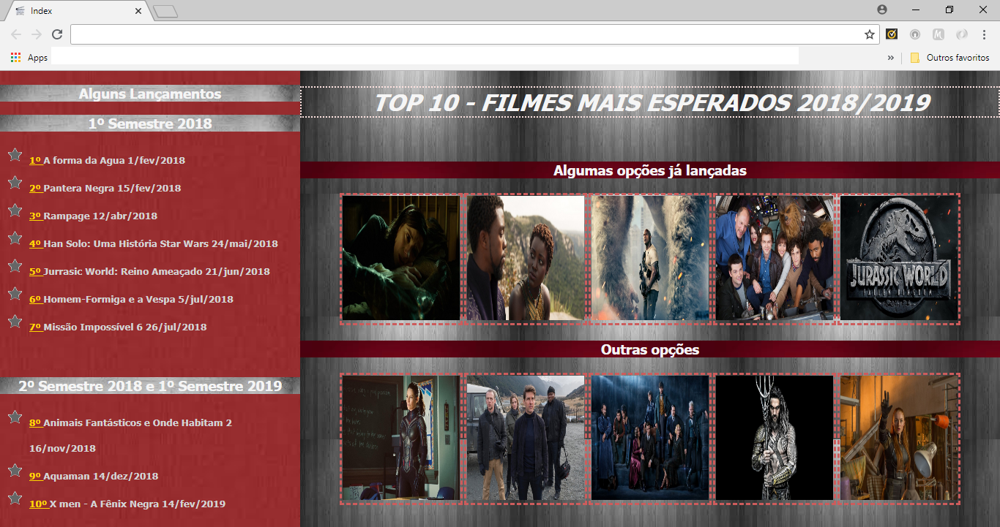 Index
Apps
»
Outros favoritos
Alguns Lançamentos
1º Semestre 2018
1º A forma da Agua 1/fev/2018
2º Pantera Negra 15/fev/2018
3º Rampage 12/abr/2018
4º Han Solo: Uma História Star Wars 24/mai/2018
5º Jurrasic World: Reino Ameaçado 21/jun/2018
6º Homem-Formiga e a Vespa 5/jul/2018
7º Missão Impossível 6 26/jul/2018
2º Semestre 2018 e 1º Semestre 2019
8º Animais Fantásticos e Onde Habitam 2
16/nov/2018
9º Aquaman 14/dez/2018
10º X men - A Fênix Negra 14/fev/2019
TOP 10 - FILMES MAIS ESPERADOS 2018/2019
Algumas opções já lançadas
JURASSIC WORLD
FALLEN KINGDOM
Outras opções